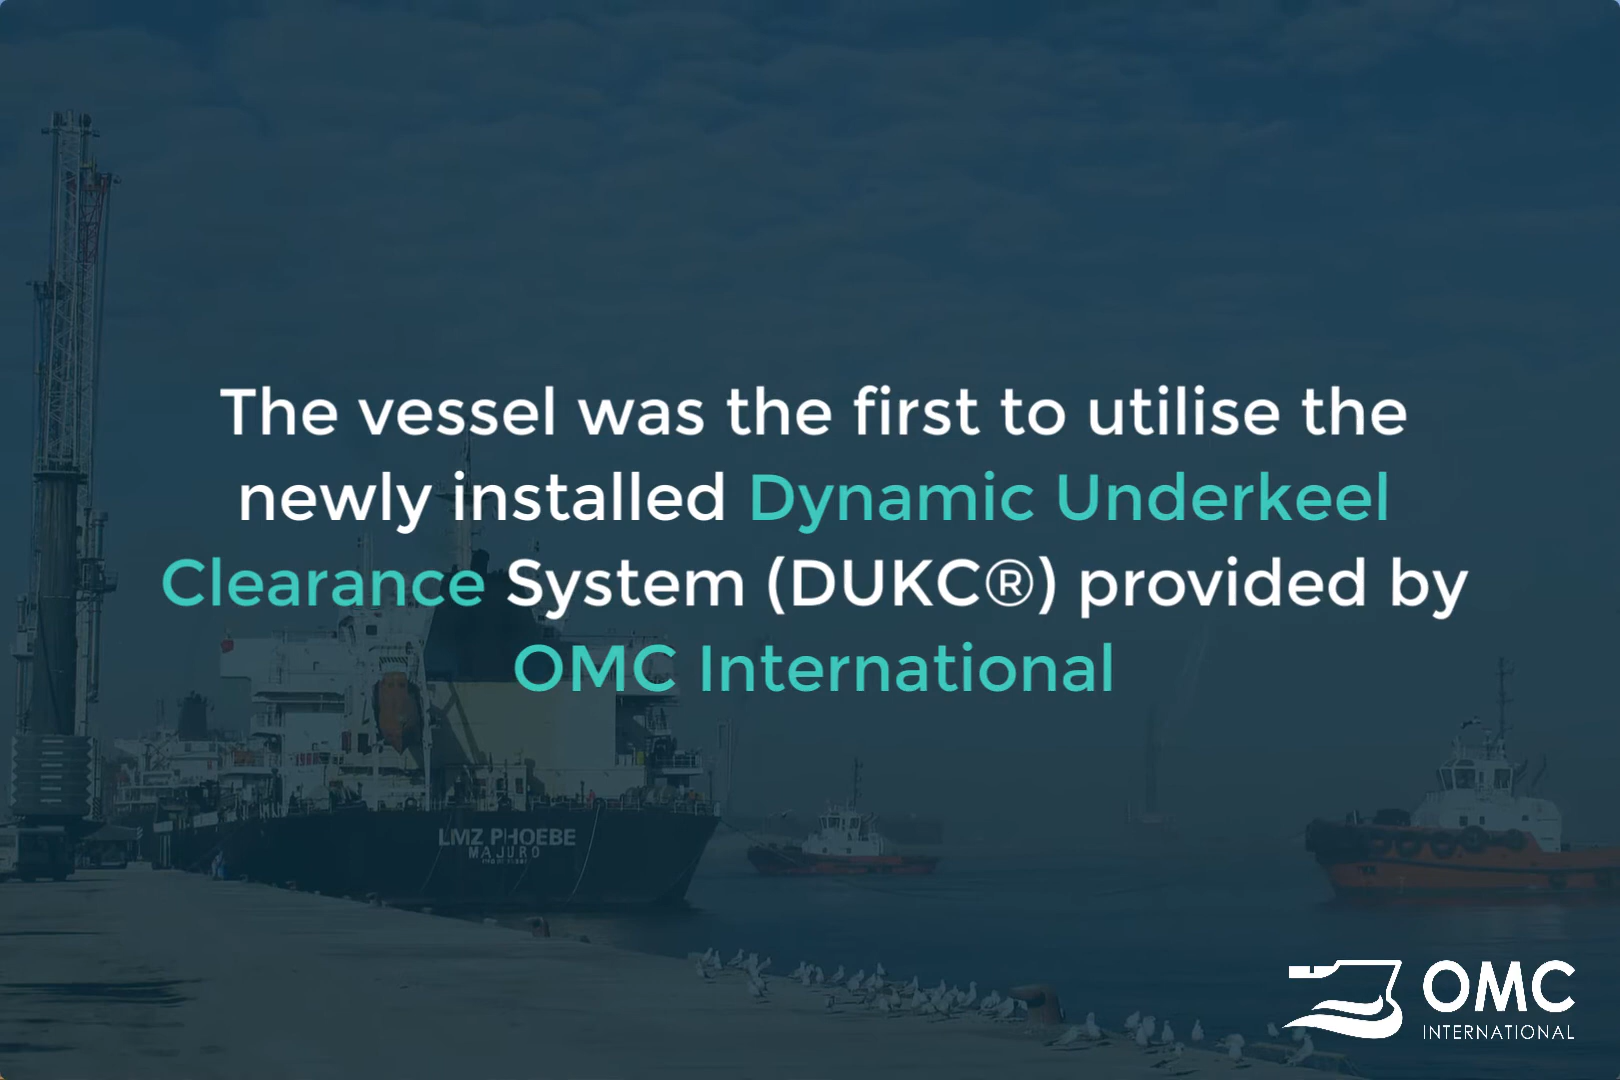 The vessel was the first to utilise the
newly installed Dynamic Underkeel
Clearance System (DUKC®) provided by
OMC International
LMZ PHOEBE
MAJURO
OMC
INTERNATIONAL